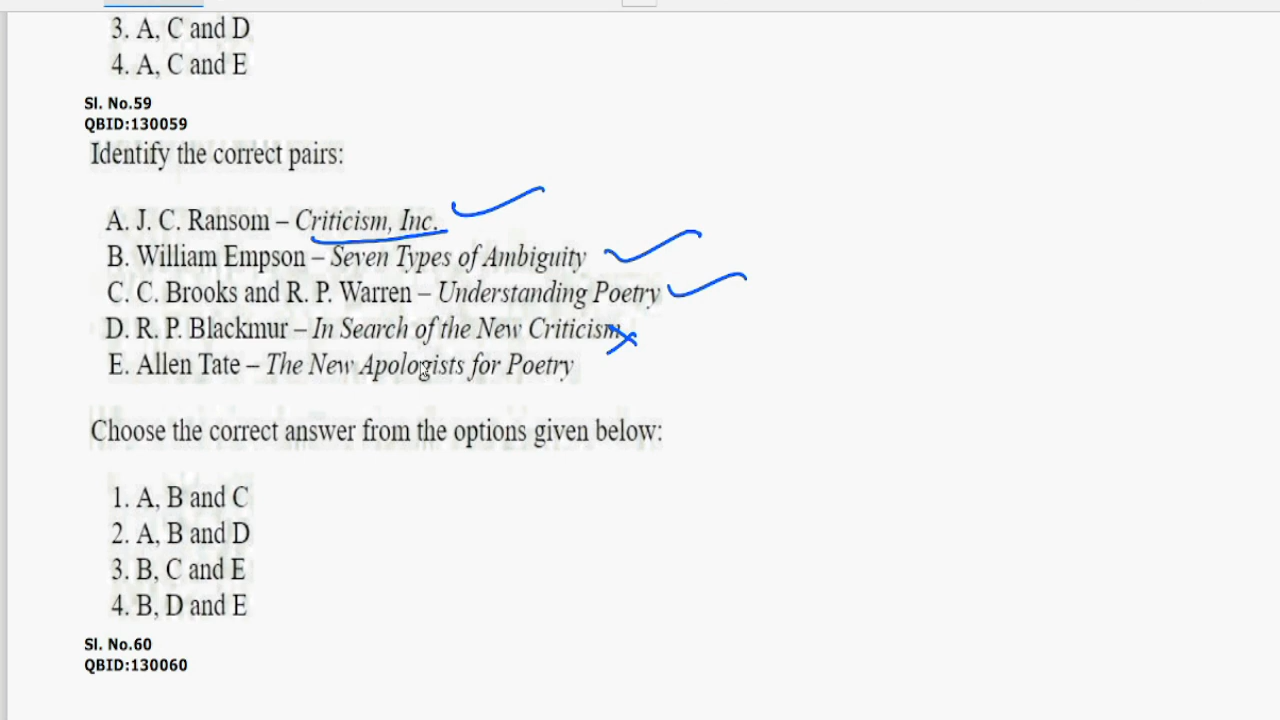 3. A, C and D
4. A, C and E
Sl. No.59
QBID:130059
Identify the correct pairs:
A. J. C. Ransom – Criticism, Inc.
B. William Empson – Seven Types of Ambiguity
C. C. Brooks and R. P. Warren – Understanding Poetry
D. R. P. Blackmur – In Search of the New Criticism
E. Allen Tate – The New Apologists for Poetry
Choose the correct answer from the options given below:
1. A, B and C
2. A, B and D
3. B, C and E
4. B, D and E
Sl. No.60
QBID:130060